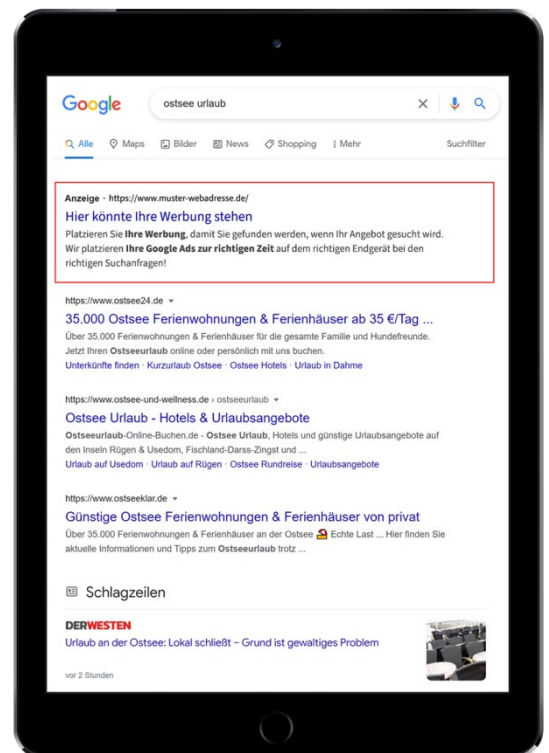 Google
ostsee urlaub
Alle Maps Bilder News Shopping Mehr Suchfilter
Anzeige · https://www.muster-webadresse.de/
Hier könnte Ihre Werbung stehen
Platzieren Sie Ihre Werbung, damit Sie gefunden werden, wenn Ihr Angebot gesucht wird.
Wir platzieren Ihre Google Ads zur richtigen Zeit auf dem richtigen Endgerät bei den
richtigen Suchanfragen!
https://www.ostsee24.de
35.000 Ostsee Ferienwohnungen & Ferienhäuser ab 35 €/Tag ...
Über 35.000 Ferienwohnungen & Ferienhäuser für die gesamte Familie und Hundefreunde.
Jetzt Ihren Ostseeurlaub online oder persönlich mit uns buchen.
Unterkünfte finden · Kurzurlaub Ostsee · Ostsee Hotels · Urlaub in Dahme
https://www.ostsee-und-wellness.de › ostseeurlaub
Ostsee Urlaub - Hotels & Urlaubsangebote
Ostseeurlaub-Online-Buchen.de - Ostsee Urlaub, Hotels und günstige Urlaubsangebote auf
den Inseln Rügen & Usedom, Fischland-Darss-Zingst und ...
Urlaub auf Usedom · Urlaub auf Rügen · Ostsee Rundreise · Urlaubsangebote
https://www.ostseeklar.de
Günstige Ostsee Ferienwohnungen & Ferienhäuser von privat
Über 35.000 Ferienwohnungen & Ferienhäuser an der Ostsee Echte Last ... Hier finden Sie
aktuelle Informationen und Tipps zum Ostseeurlaub trotz ...
Schlagzeilen
DERWESTEN
Urlaub an der Ostsee: Lokal schließt – Grund ist gewaltiges Problem
vor 2 Stunden